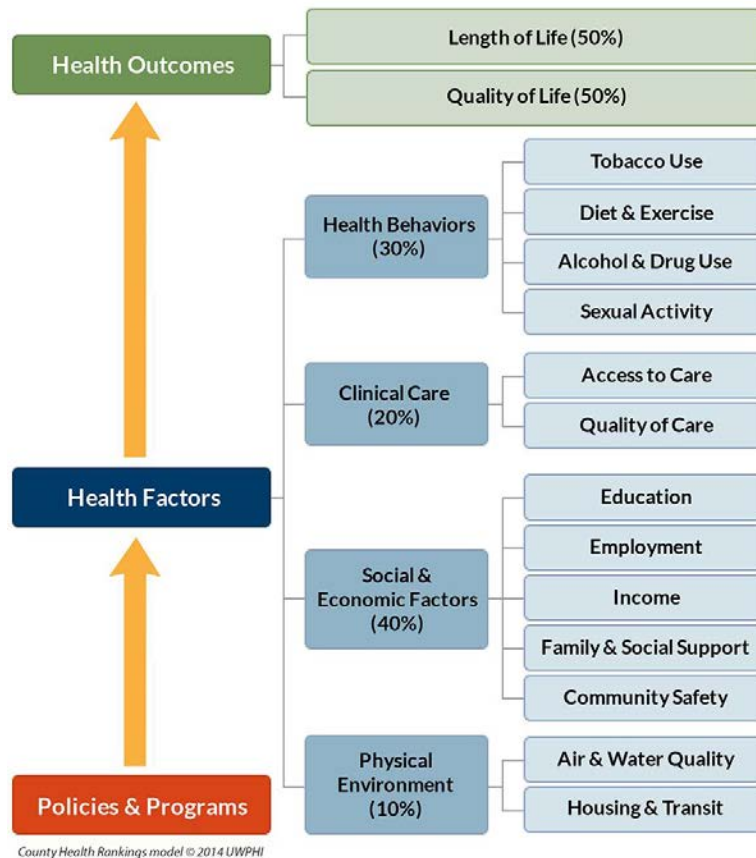 Health Outcomes
Length of Life (50%)
Quality of Life (50%)
Health Factors
Health Behaviors
(30%)
Tobacco Use
Diet & Exercise
Alcohol & Drug Use
Sexual Activity
Clinical Care
(20%)
Access to Care
Quality of Care
Social &
Economic Factors
(40%)
Education
Employment
Income
Family & Social Support
Community Safety
Physical
Environment
(10%)
Air & Water Quality
Housing & Transit
Policies & Programs
County Health Rankings model © 2014 UWPHI